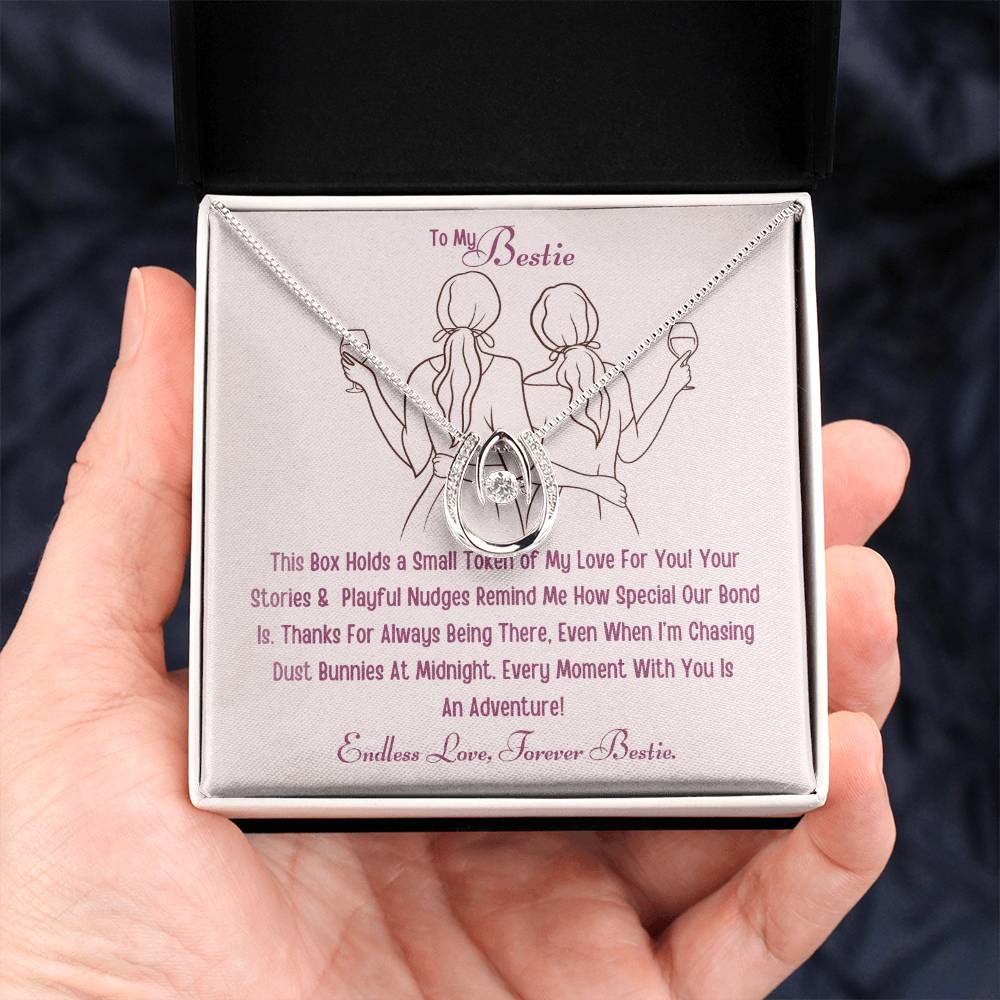 To My Bestie
This Box Holds a Small Token of My Love For You! Your
Stories & Playful Nudges Remind Me How Special Our Bond
Is. Thanks For Always Being There, Even When I'm Chasing
Dust Bunnies At Midnight. Every Moment With You Is
An Adventure!
Endless Love, Forever Bestie.